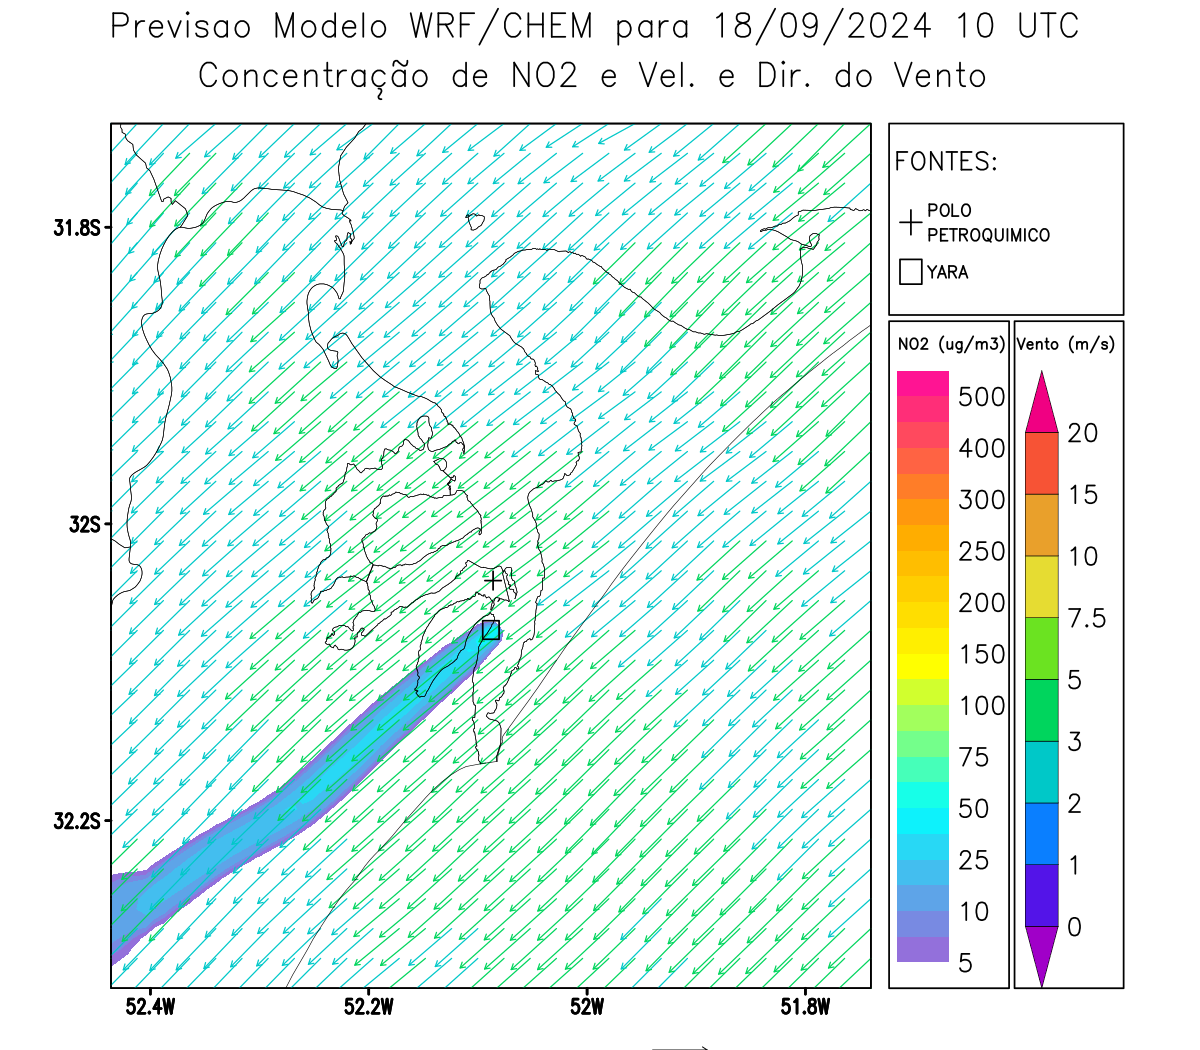 Previsao Modelo WRF/CHEM para 18/09/2024 10 UTC
Concentração de NO2 e Vel. e Dir. do Vento
FONTES:
POLO
PETROQUIMICO
YARA
NO2 (ug/m3)
500
400
300
250
200
150
100
75
50
25
10
5
Vento (m/s)
20
15
10
7.5
5
3
2
1
0
31.8S
32S
32.2S
52.4W
52.2W
52W
51.8W